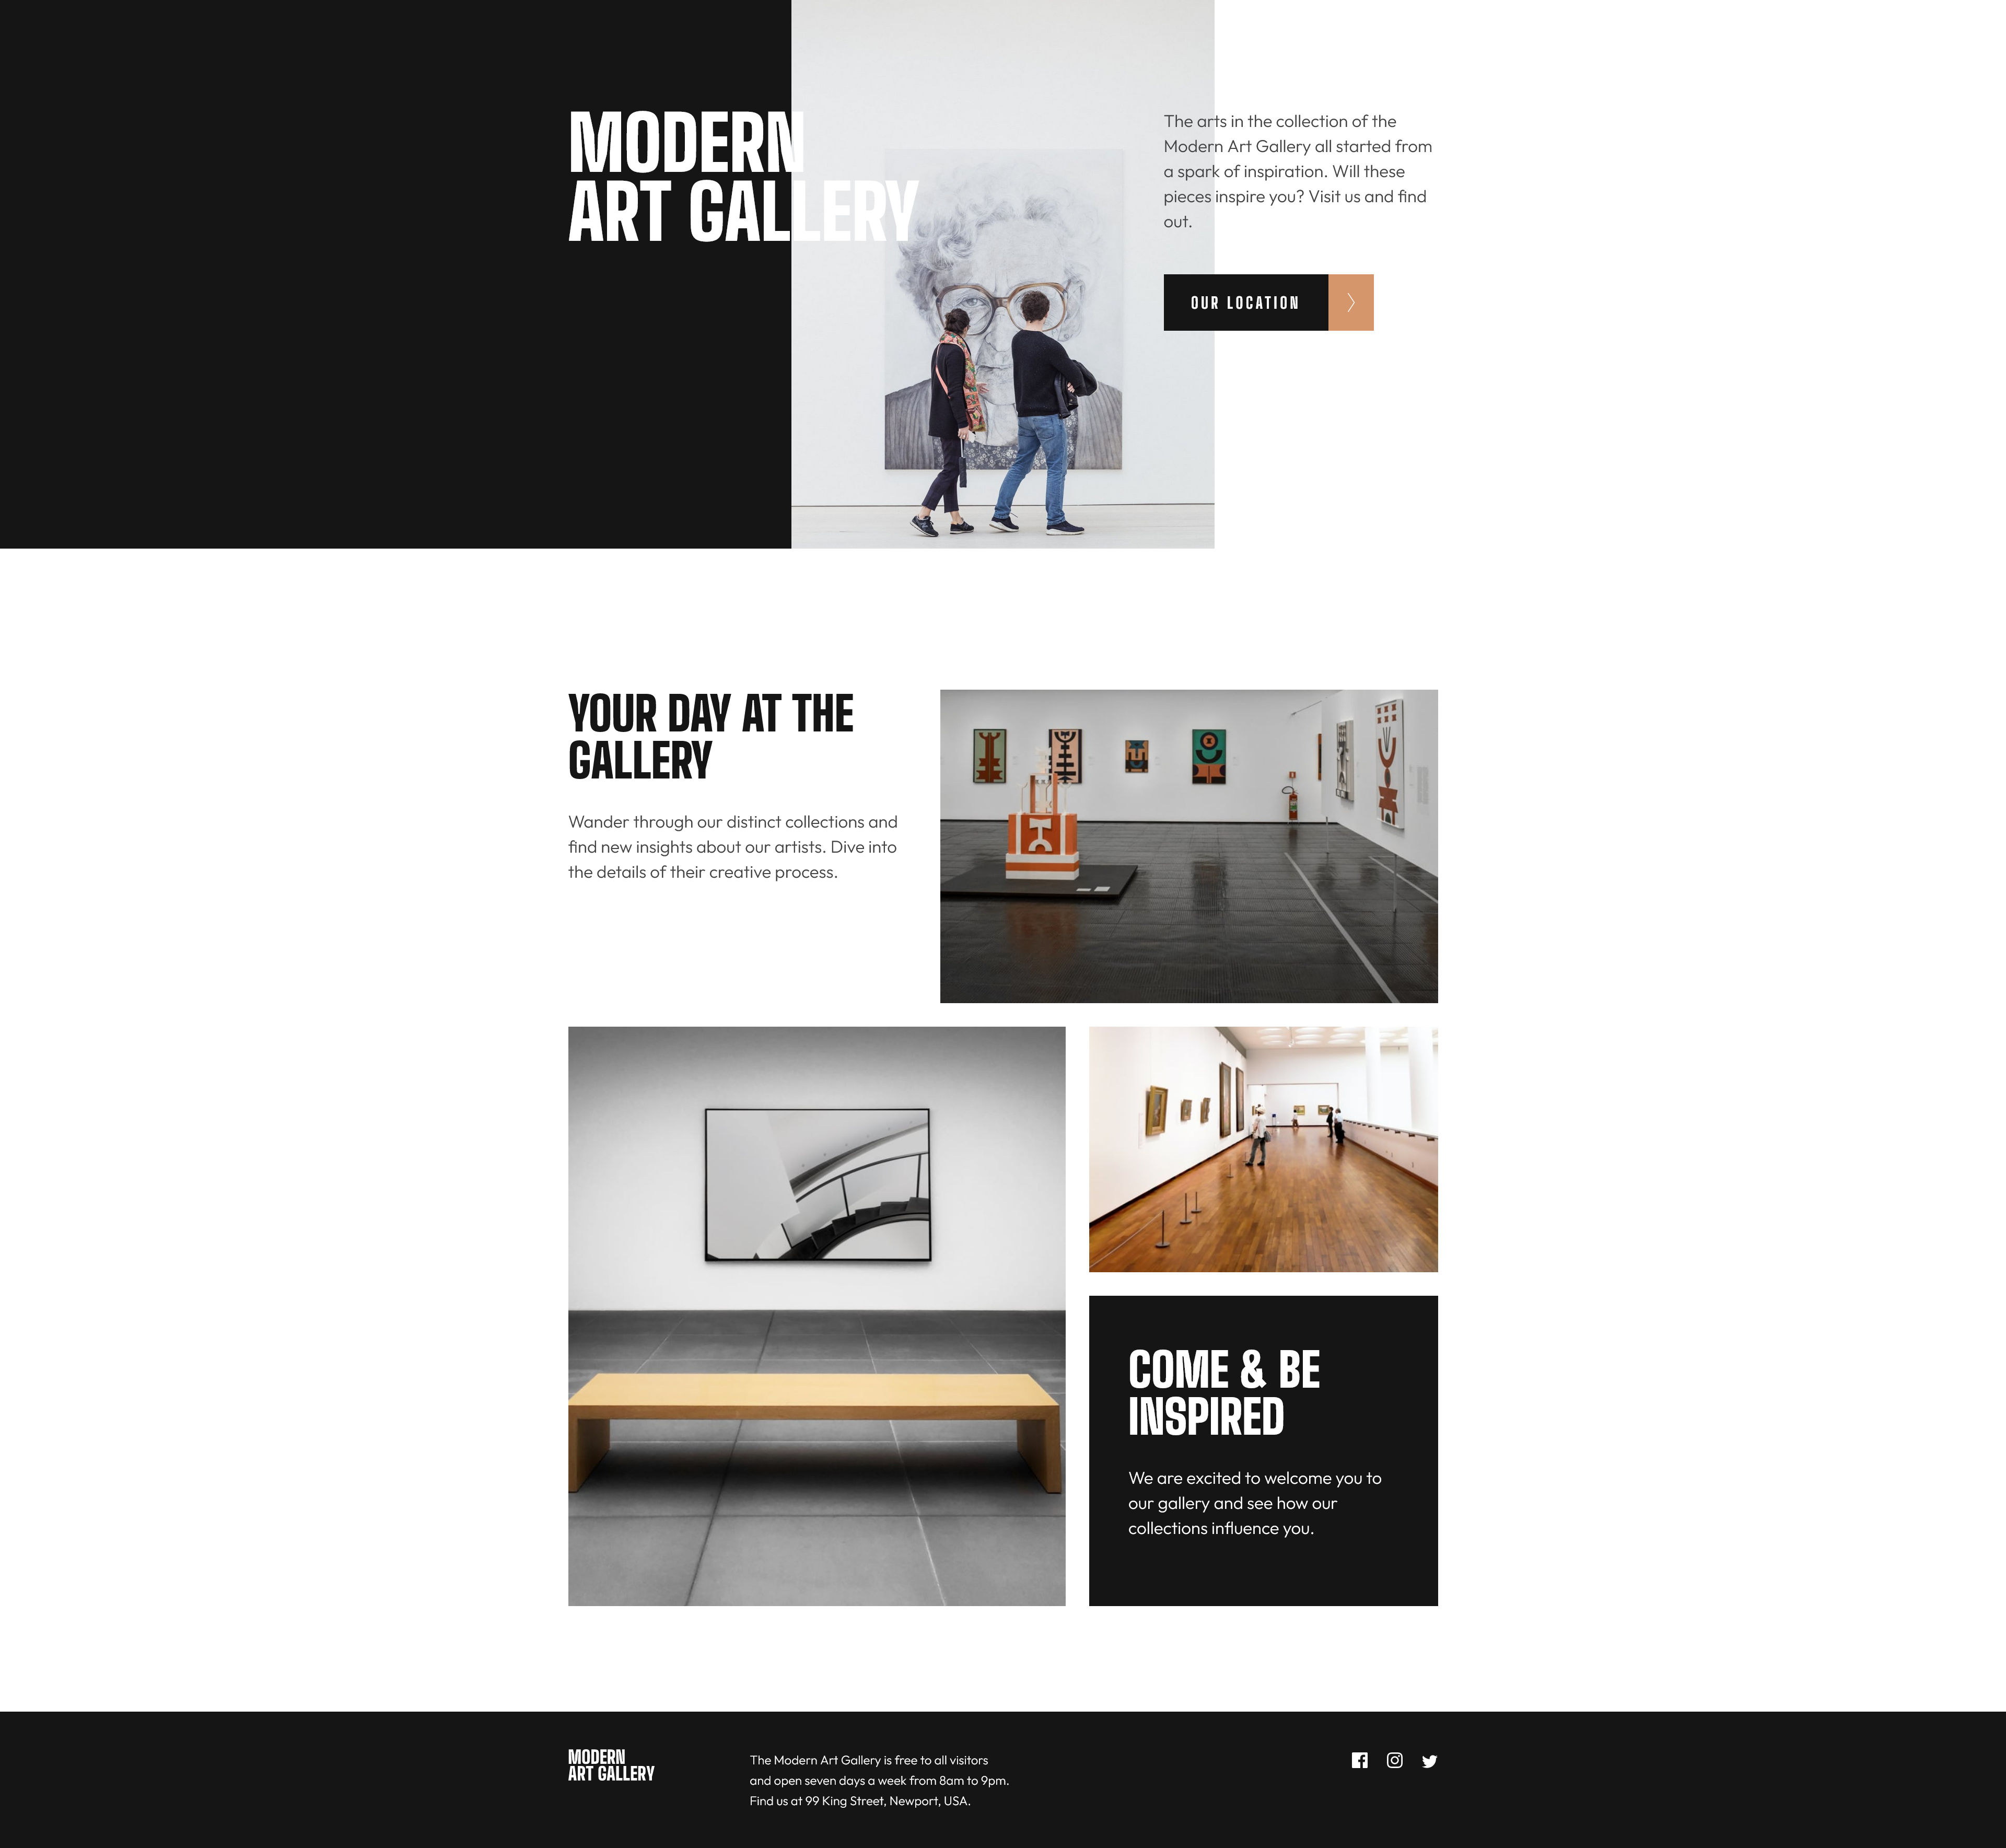 MODERN
ART GALLERY
The arts in the collection of the
Modern Art Gallery all started from
a spark of inspiration. Will these
pieces inspire you? Visit us and find
out.
OUR LOCATION
YOUR DAY AT THE
GALLERY
Wander through our distinct collections and
find new insights about our artists. Dive into
the details of their creative process.
COME & BE
INSPIRED
We are excited to welcome you to
our gallery and see how our
collections influence you.
MODERN
ART GALLERY
The Modern Art Gallery is free to all visitors
and open seven days a week from 8am to 9pm.
Find us at 99 King Street, Newport, USA.